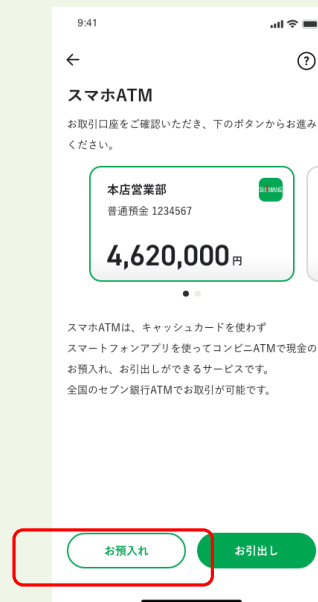 9:41
スマホATM
お取引口座をご確認いただき、下のボタンからお進み
ください。
本店営業部
普通預金 1234567
4,620,000 円
スマホATMは、キャッシュカードを使わず
スマートフォンアプリを使ってコンビニATMで現金の
お預入れ、お引出しができるサービスです。
全国のセブン銀行ATMでお取引が可能です。
お預入れ
お引出し